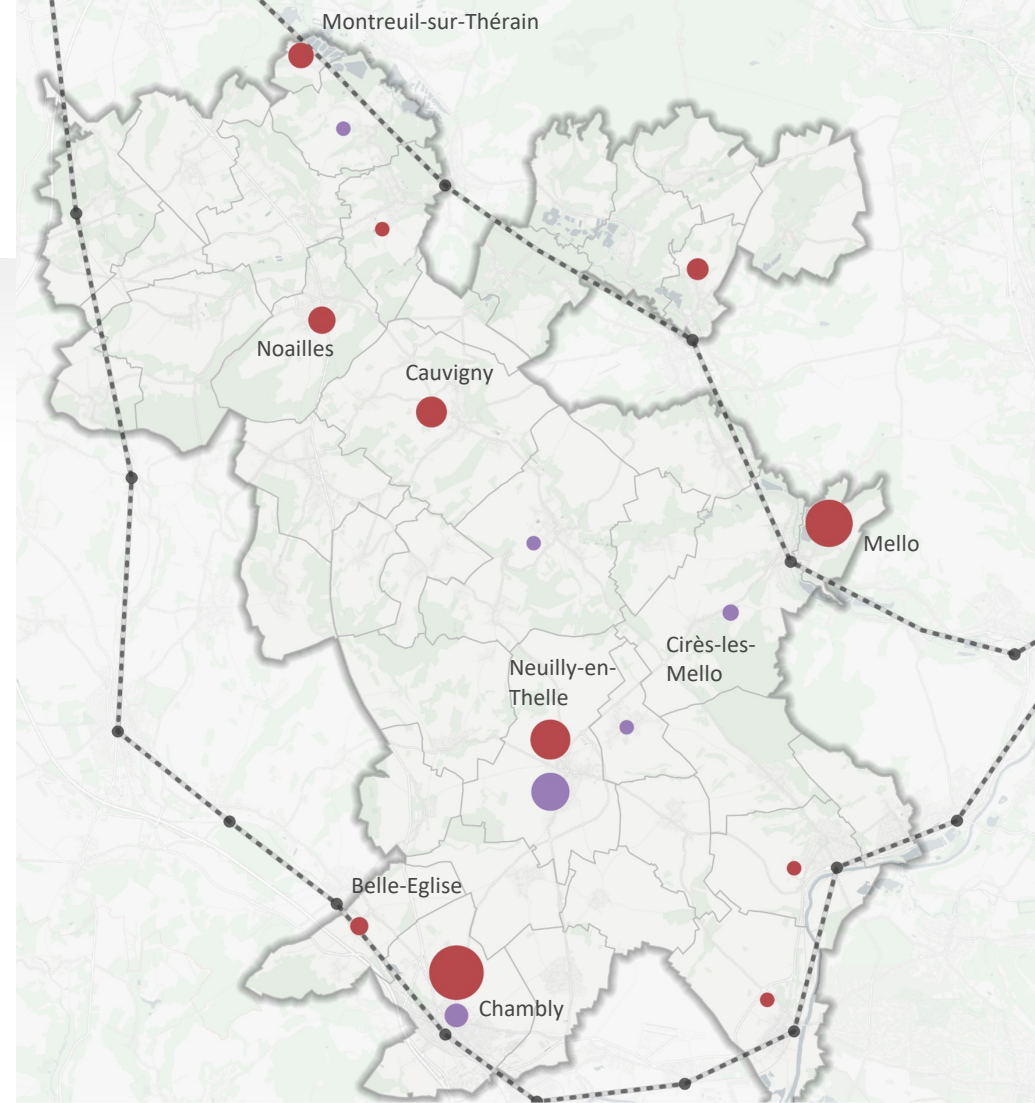 Montreuil-sur-Thérain
Noailles
Cauvigny
Mello
Cirès-les-
Mello
Neuilly-en-
Thelle
Belle-Eglise
Chambly